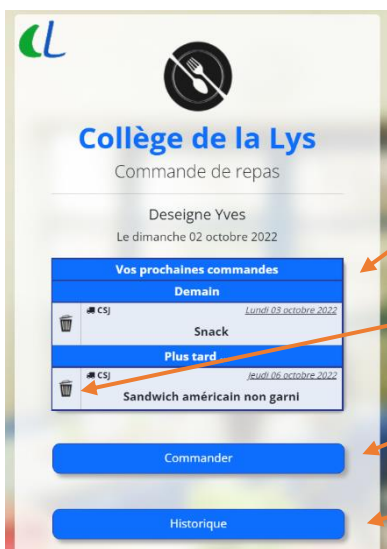 CL
Collège de la Lys
Commande de repas
Deseigne Yves
Le dimanche 02 octobre 2022
Vos prochaines commandes
Demain
CSJ Lundi 03 octobre 2022
Snack
Plus tard
CSJ Jeudi 06 octobre 2022
Sandwich américain non garni
Commander
Historique